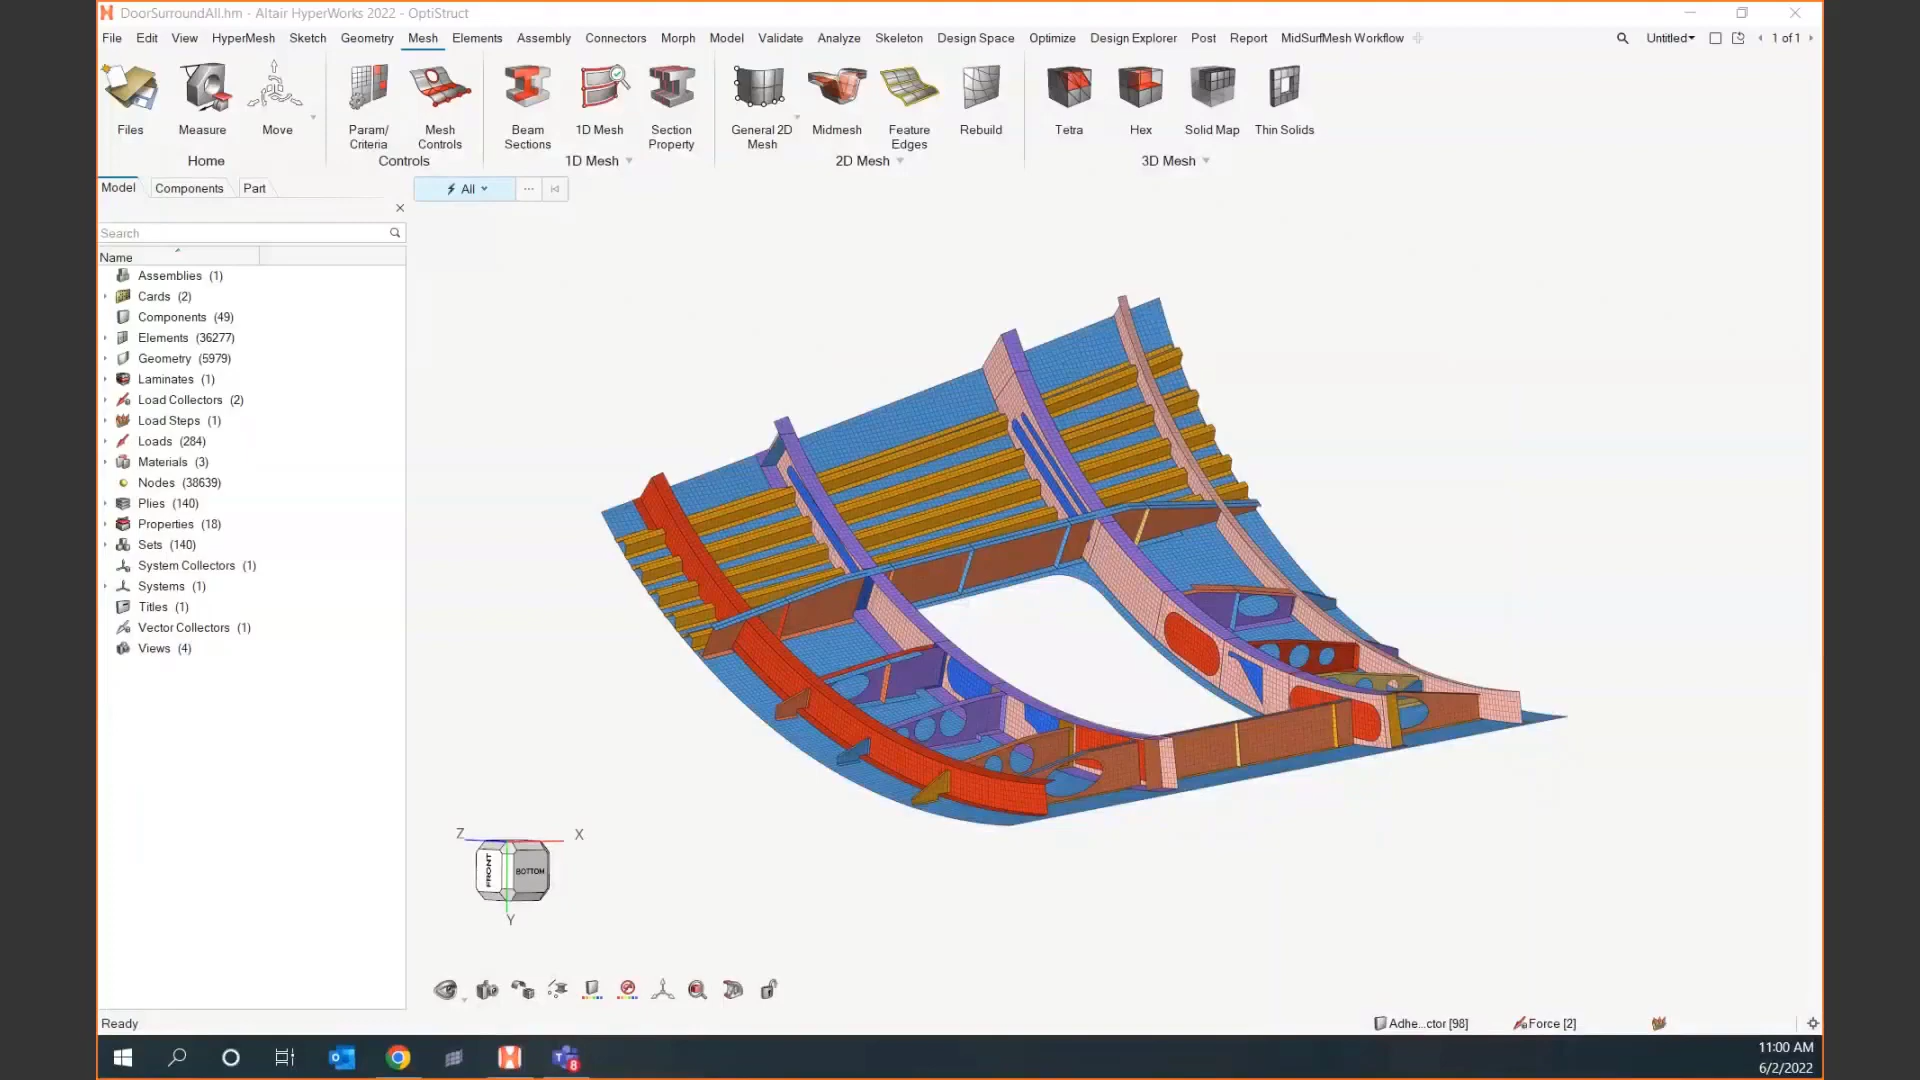 DoorSurroundAll.hm - Altair HyperWorks 2022 - OptiStruct
File Edit View HyperMesh Sketch Geometry Mesh Elements Assembly Connectors Morph Model Validate Analyze Skeleton Design Space Optimize Design Explorer Post Report MidSurfMesh Workflow Untitled 1 of 1
Files Measure Move Param/ Mesh Beam 1D Mesh Section General 2D Midmesh Feature Rebuild Tetra Hex Solid Map Thin Solids
Criteria Controls Sections Property Mesh Edges
Home Controls 1D Mesh 2D Mesh 3D Mesh
Model Components Part All
Search
Name
Assemblies (1)
Cards (2)
Components (49)
Elements (36277)
Geometry (5979)
Laminates (1)
Load Collectors (2)
Load Steps (1)
Loads (284)
Materials (3)
Nodes (38639)
Plies (140)
Properties (18)
Sets (140)
System Collectors (1)
Systems (1)
Titles (1)
Vector Collectors (1)
Views (4)
Z X
FRONT BOTTOM
Y
Ready Adhe...ctor [98] Force [2]
8
11:00 AM
6/2/2022